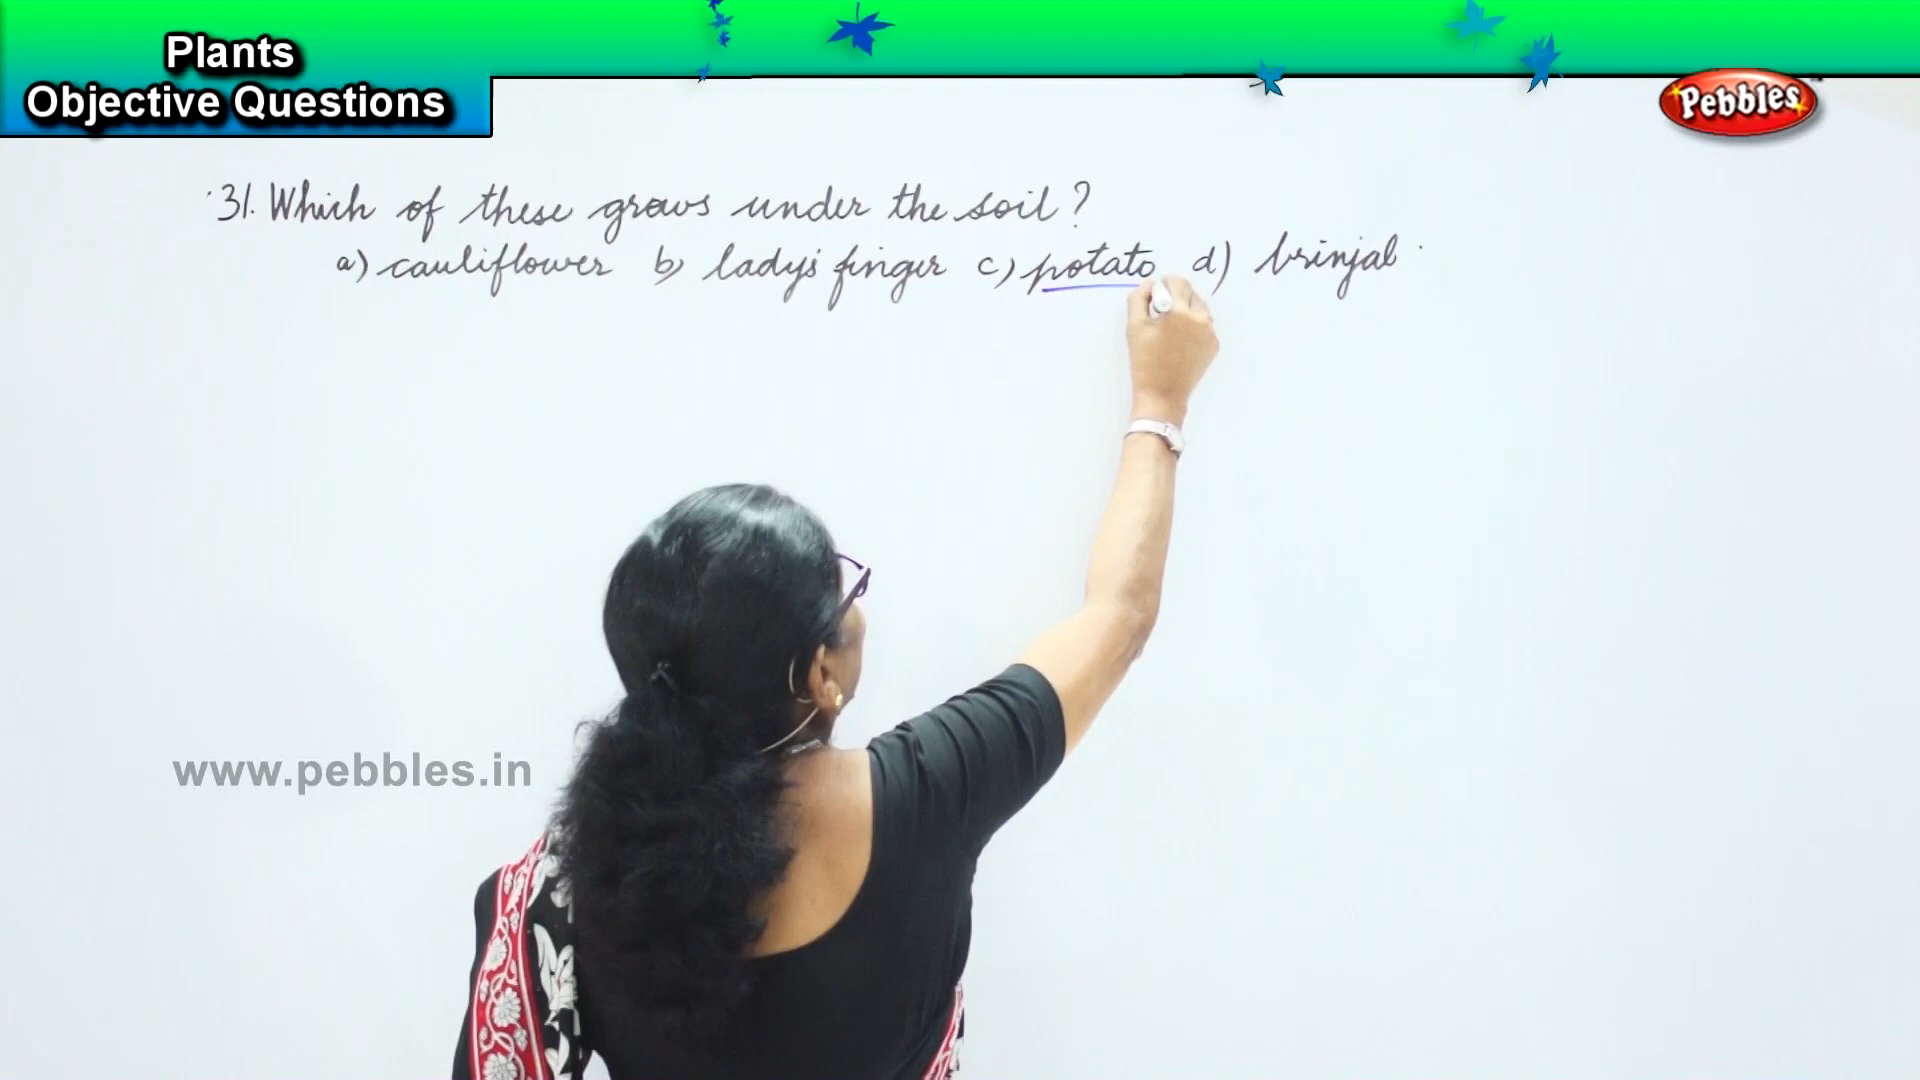 Plants
Objective Questions
Pebbles
31. Which of these grows under the soil?
a) cauliflower b) lady's finger c) potato d) brinjal
www.pebbles.in